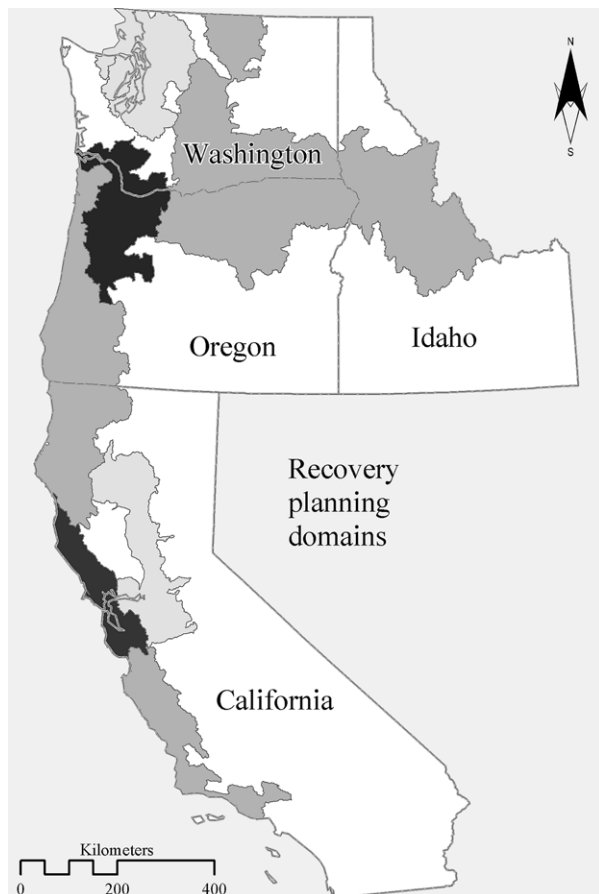 N
S
Washington
Oregon
Idaho
Recovery
planning
domains
California
Kilometers
0 200 400